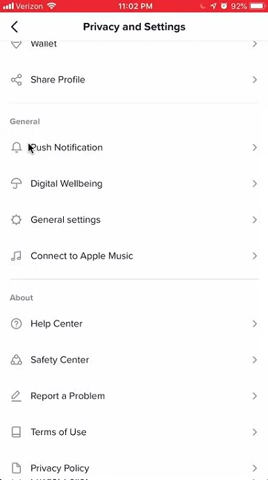 Verizon
11:02 PM
92%
Privacy and Settings
Wallet
Share Profile
General
Push Notification
Digital Wellbeing
General settings
Connect to Apple Music
About
Help Center
Safety Center
Report a Problem
Terms of Use
Privacy Policy